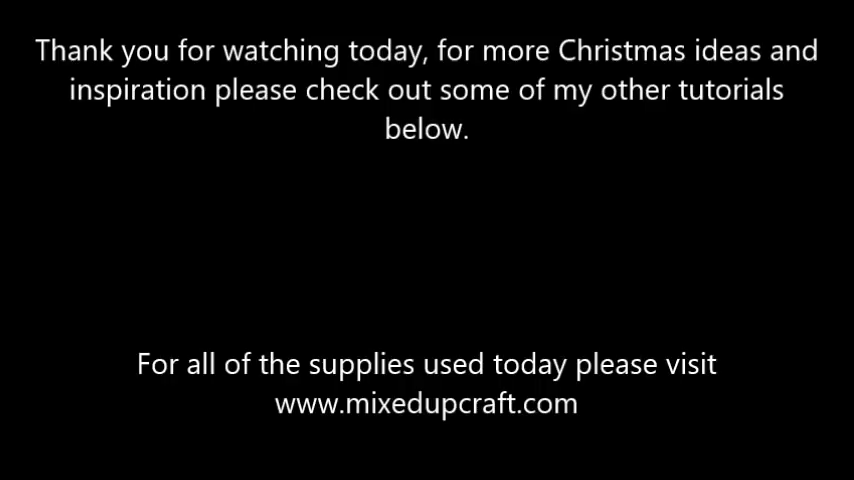 Thank you for watching today, for more Christmas ideas and
inspiration please check out some of my other tutorials
below.
For all of the supplies used today please visit
www.mixedupcraft.com